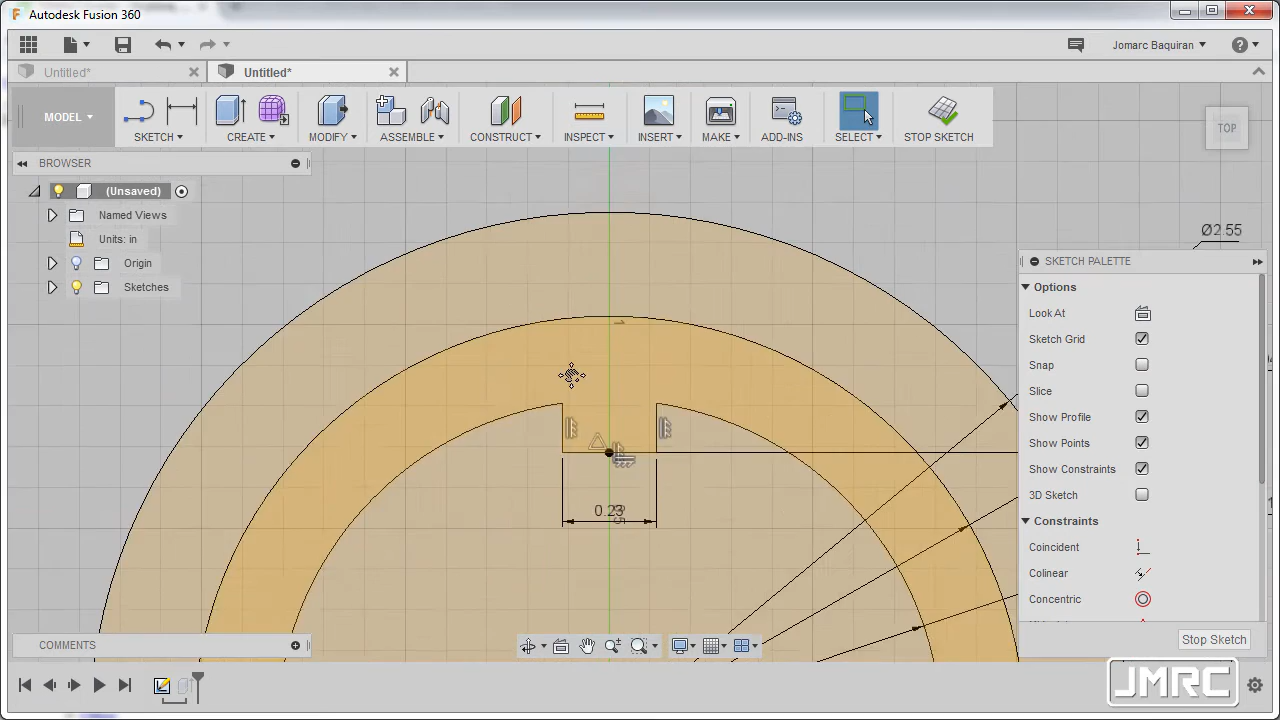 Autodesk Fusion 360
Jomarc Baquiran
Untitled*
Untitled*
MODEL
SKETCH
CREATE
MODIFY
ASSEMBLE
CONSTRUCT
INSPECT
INSERT
MAKE
ADD-INS
SELECT
STOP SKETCH
TOP
BROWSER
(Unsaved)
Named Views
Units: in
Origin
Sketches
Ø2.55
SKETCH PALETTE
Options
Look At
Sketch Grid
Snap
Slice
Show Profile
Show Points
Show Constraints
3D Sketch
Constraints
Coincident
Colinear
Concentric
0.23
COMMENTS
Stop Sketch
JMRC